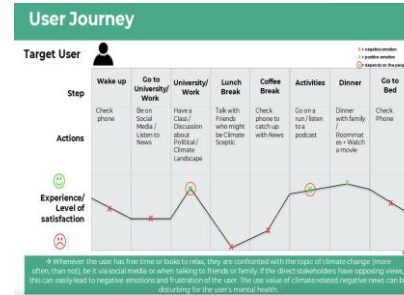 User Journey
Target User
X = negative emotion
X = positive emotion
= depends on the people
Step
Wake up
Go to
University/
Work
University/
Work
Lunch
Break
Coffee
Break
Activities
Dinner
Go to
Bed
Actions
Check
phone
Be on
Social
Media /
Listen to
News
Have a
Class /
Discussion
about
Political /
Climate
Landscape
Talk with
Friends
who might
be Climate
Sceptic
Check
phone to
catch up
with News
Go on a
run / listen
to a
podcast
Dinner
with family
/
Roommat
es + Watch
a movie
Check
Phone
Experience/
Level of
satisfaction
→ Whenever the user has free time or looks to relax, they are confronted with the topic of climate change (more
often, than not), be it via social media or when talking to friends or family. If the direct stakeholders have opposing views,
this can easily lead to negative emotions and frustration of the user. The use value of climate related negative news can be
disturbing for the user's mental health.